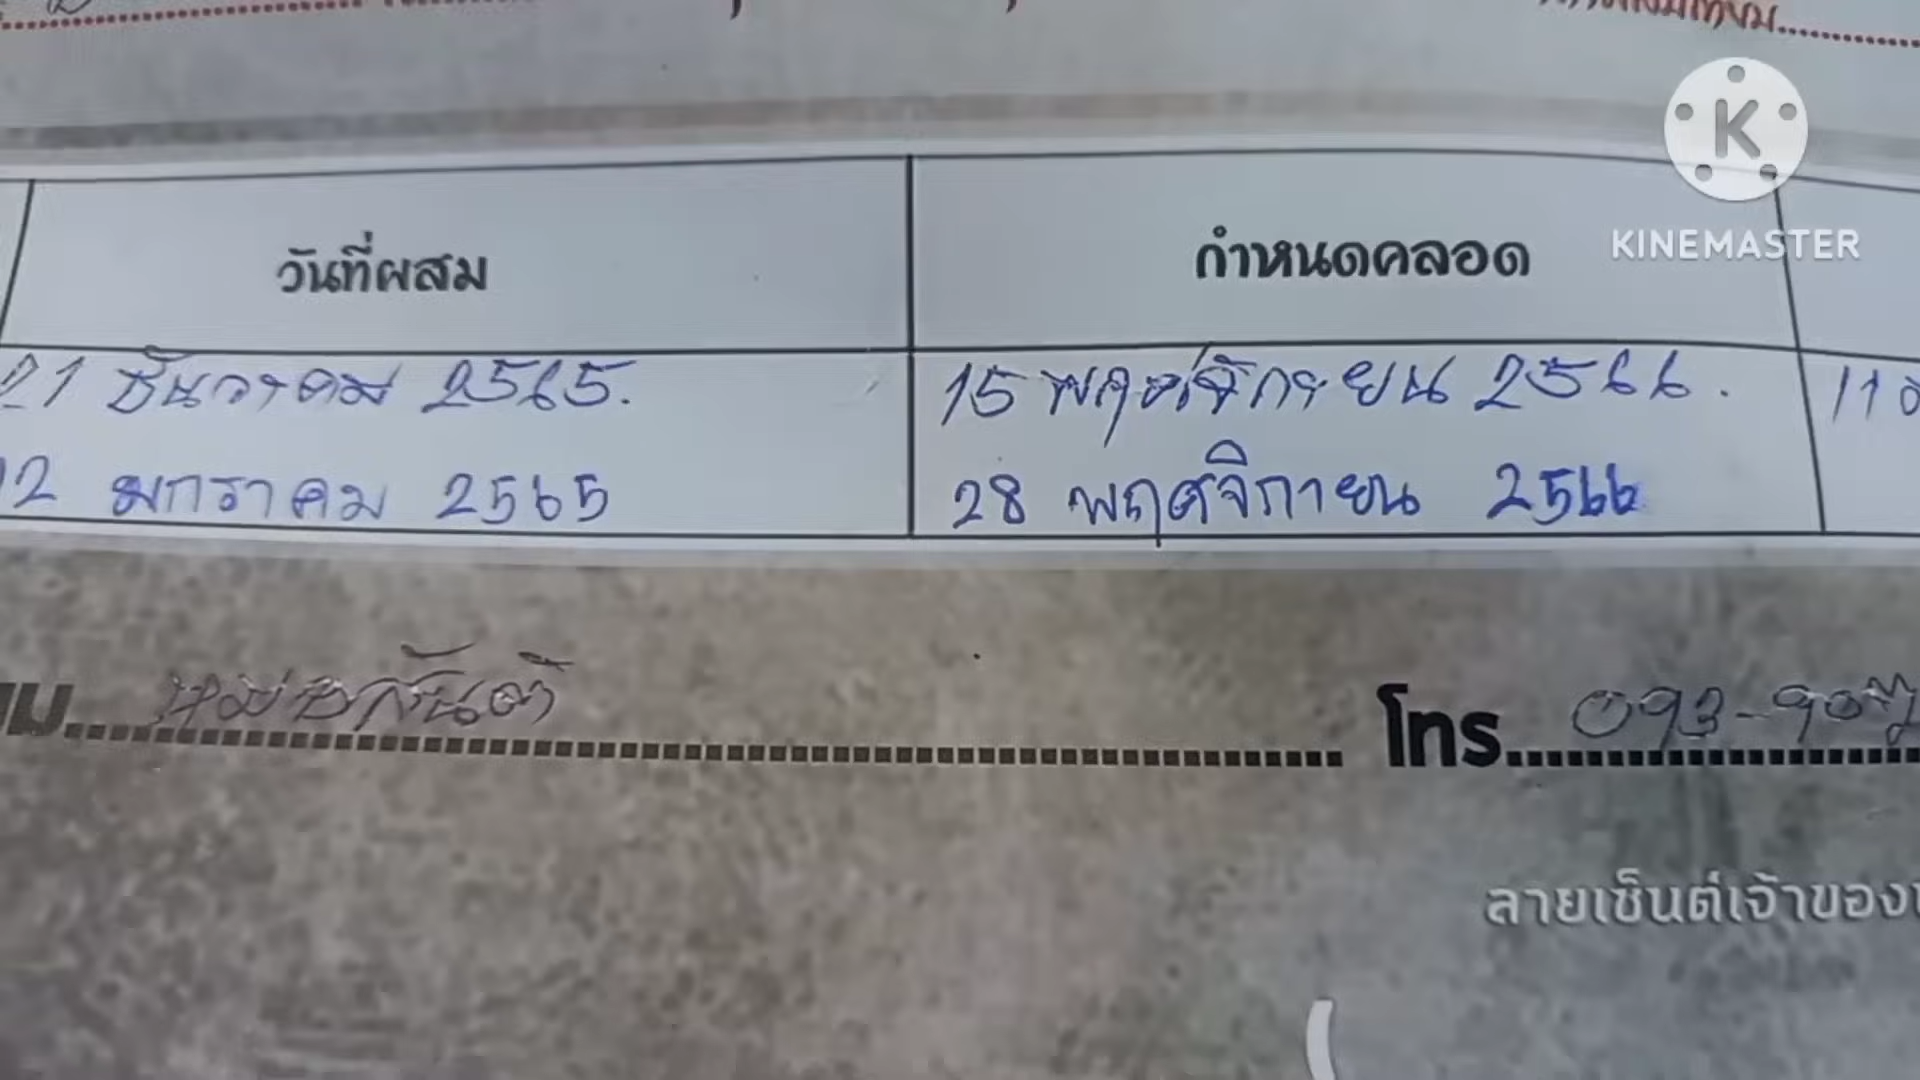 KINEMASTER
วันที่ผสม กำหนดคลอด
21 ธันวาคม 2565. 15 พฤศจิกายน 2566. 11
12 มกราคม 2565 28 พฤศจิกายน 2566
โทร. 093-90
ลายเซ็นต์เจ้าของ